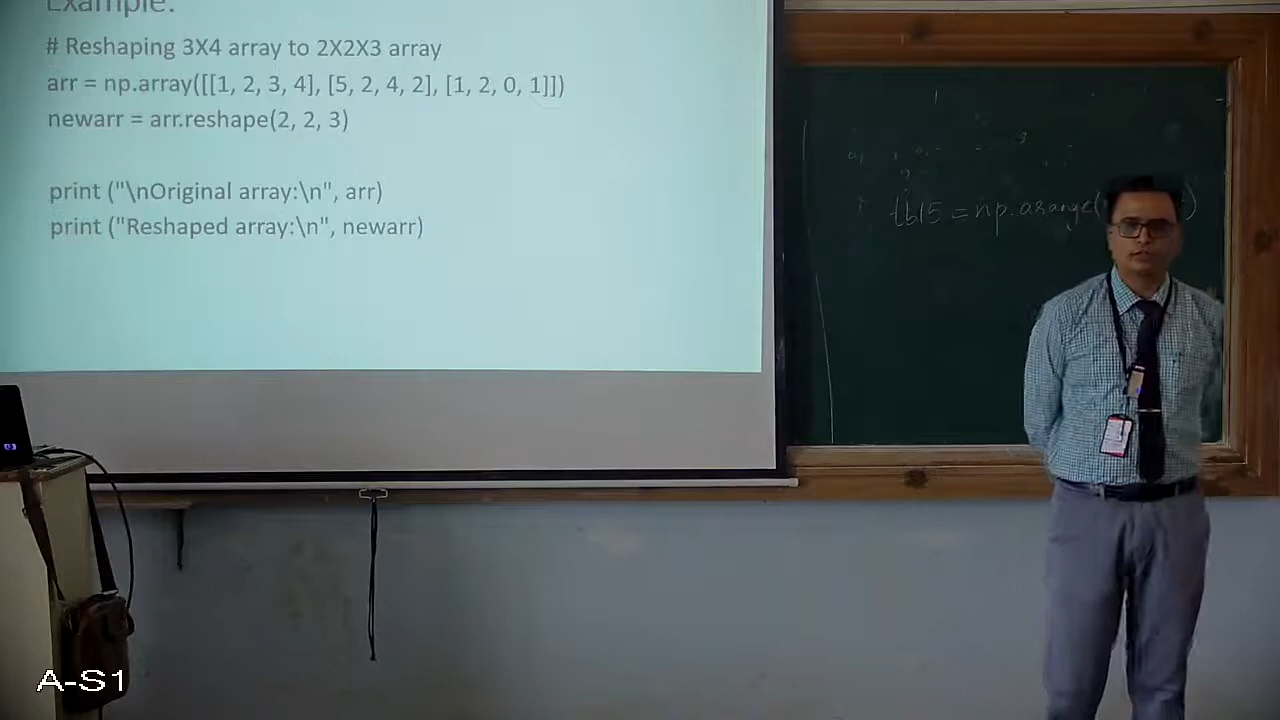 Example:
# Reshaping 3X4 array to 2X2X3 array
arr = np.array([[1, 2, 3, 4], [5, 2, 4, 2], [1, 2, 0, 1]])
newarr = arr.reshape(2, 2, 3)
print ("\nOriginal array:\n", arr)
print ("Reshaped array:\n", newarr)
= np.arange(
A-S1